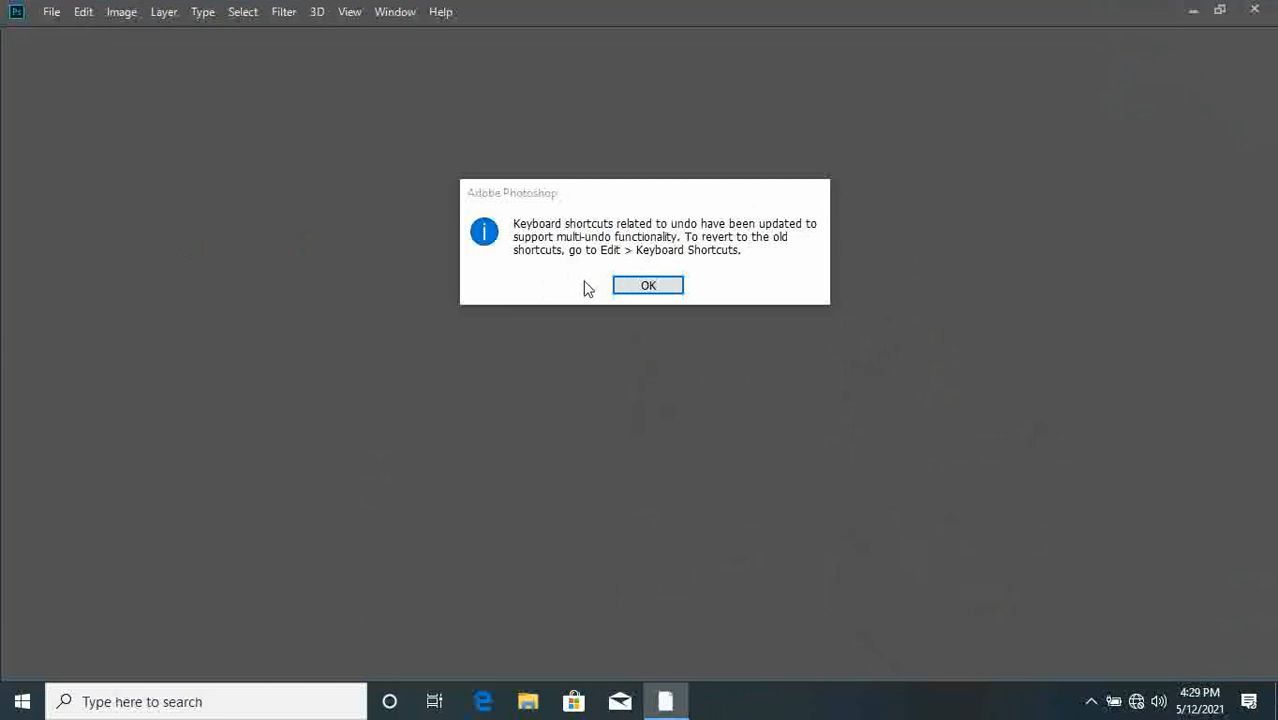 Ps File Edit Image Layer Type Select Filter 3D View Window Help
Adobe Photoshop
Keyboard shortcuts related to undo have been updated to
support multi-undo functionality. To revert to the old
shortcuts, go to Edit > Keyboard Shortcuts.
OK
Type here to search
4:29 PM
5/12/2021